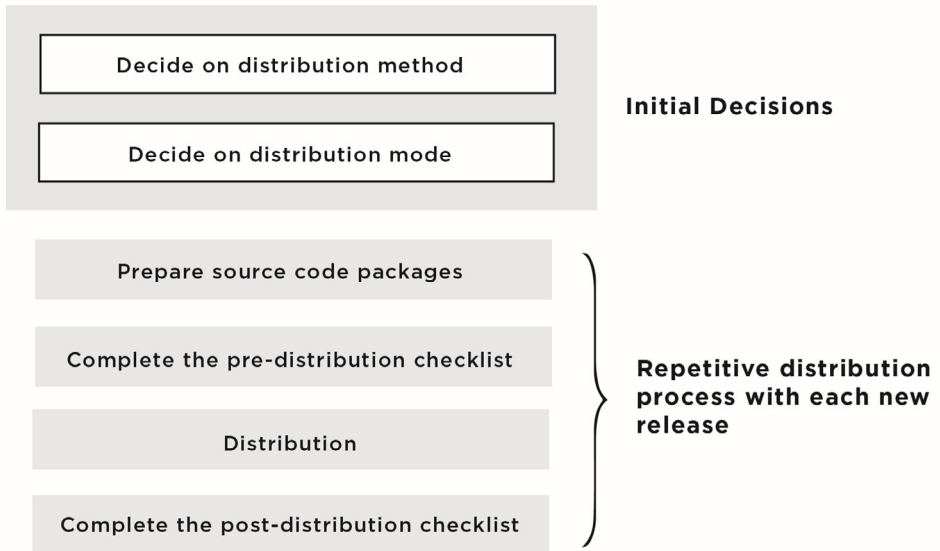 Decide on distribution method
Initial Decisions
Decide on distribution mode
Prepare source code packages
Complete the pre-distribution checklist
Repetitive distribution
process with each new
release
Distribution
Complete the post-distribution checklist